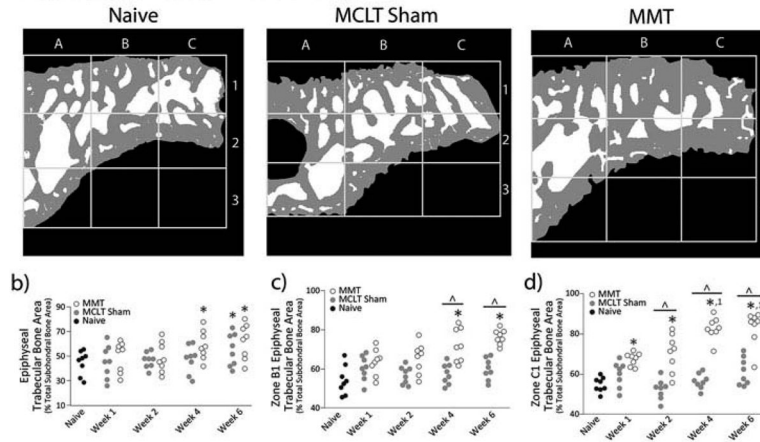 Naive
MCLT Sham
MMT
A B C
A B C
A B C
1
2
3
1
2
3
1
2
3
b)
MMT
MCLT Sham
Naive
Epiphyseal
Trabecular Bone Area
(% Total Subchondral Bone Area)
90
70
50
30
10
* * *
Naive
Week 1
Week 2
Week 4
Week 6
c)
MMT
MCLT Sham
Naive
Zone B1 Epiphyseal
Trabecular Bone Area
(% Total Subchondral Bone Area)
100
80
60
40
^ ^
* *
Naive
Week 1
Week 2
Week 4
Week 6
d)
MMT
MCLT Sham
Naive
Zone C1 Epiphyseal
Trabecular Bone Area
(% Total Subchondral Bone Area)
100
80
60
40
^ ^ ^
* * *,1
Naive
Week 1
Week 2
Week 4
Week 6